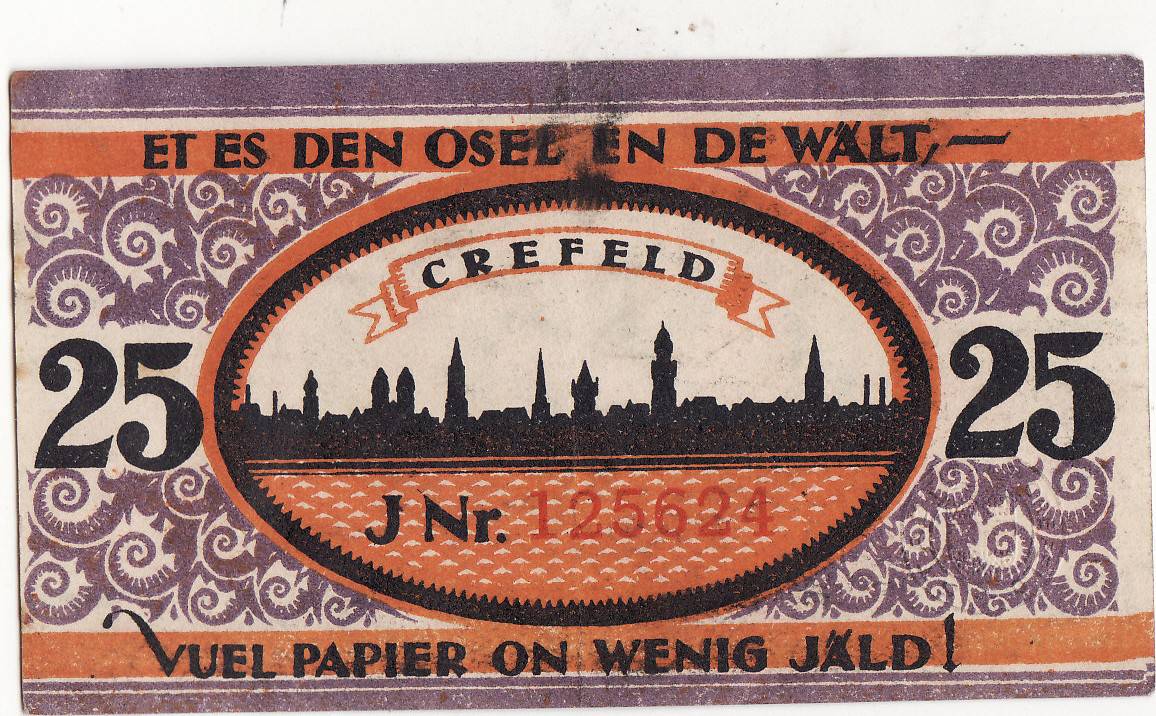 ET ES DEN OSEL EN DE WÄLT,—
CREFELD
25 25
J Nr. 125624
VUEL PAPIER ON WENIG JÄLD!